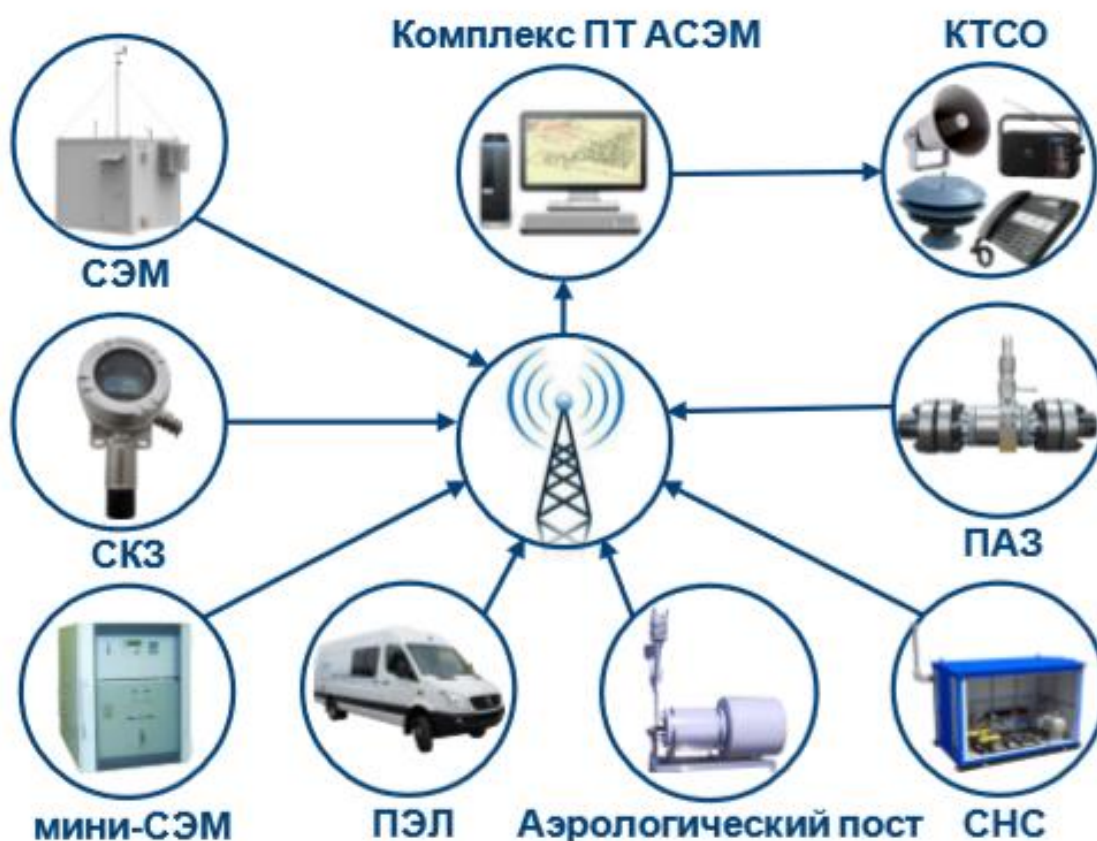 Комплекс ПТ АСЭМ
КТСО
СЭМ
СКЗ
ПАЗ
мини-СЭМ
ПЭЛ
Аэрологический пост
СНС